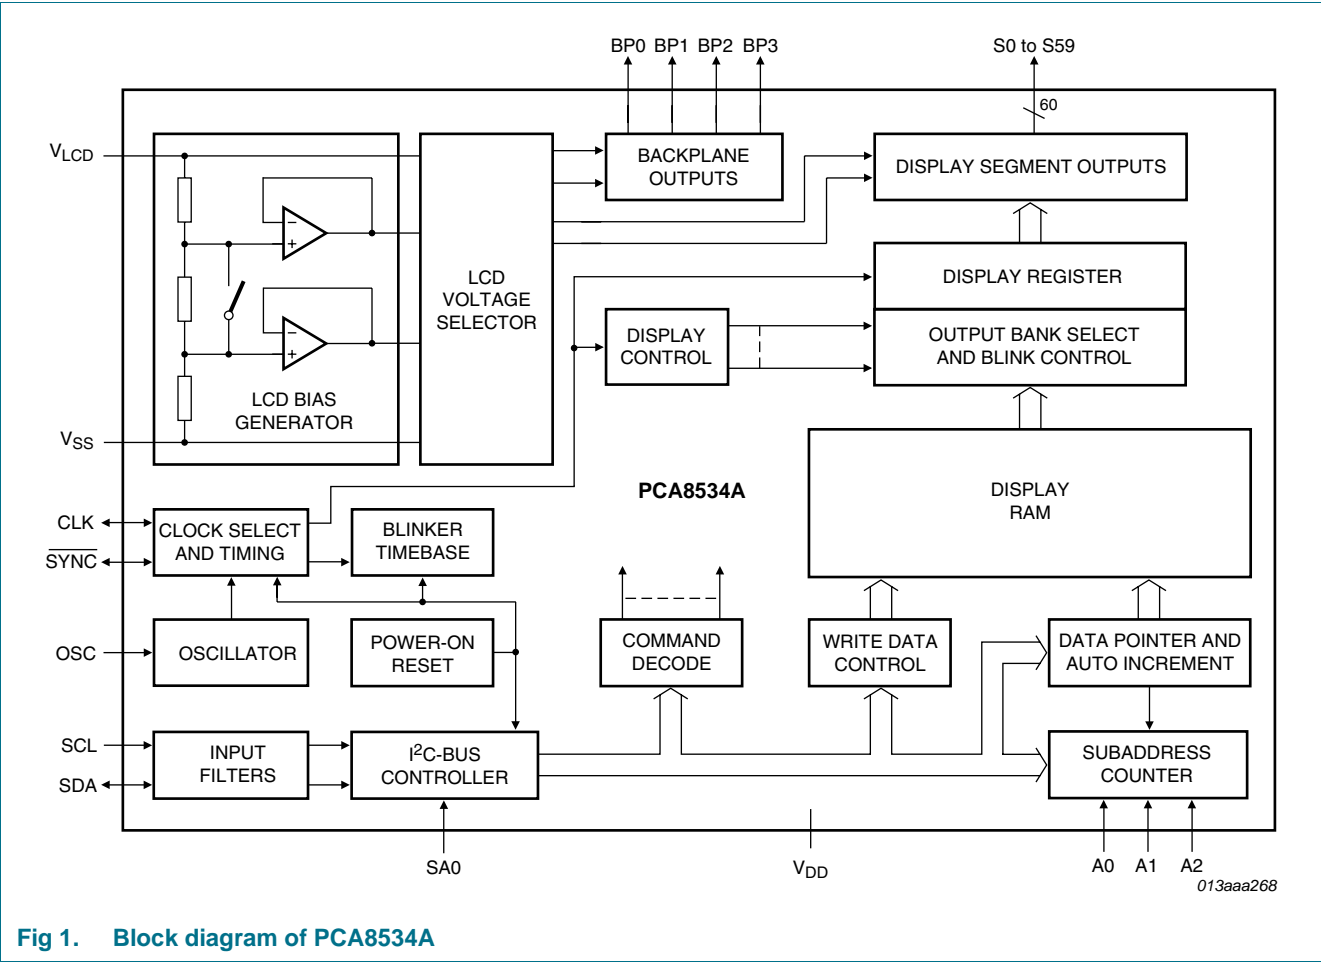 BP0 BP1 BP2 BP3
S0 to S59
60
VLCD
BACKPLANE
OUTPUTS
DISPLAY SEGMENT OUTPUTS
−
+
LCD
VOLTAGE
SELECTOR
DISPLAY REGISTER
DISPLAY
CONTROL
OUTPUT BANK SELECT
AND BLINK CONTROL
−
+
LCD BIAS
GENERATOR
VSS
PCA8534A
DISPLAY
RAM
CLK
SYNC
CLOCK SELECT
AND TIMING
BLINKER
TIMEBASE
OSC
OSCILLATOR
POWER-ON
RESET
COMMAND
DECODE
WRITE DATA
CONTROL
DATA POINTER AND
AUTO INCREMENT
SCL
SDA
INPUT
FILTERS
I2C-BUS
CONTROLLER
SUBADDRESS
COUNTER
SA0
VDD
A0 A1 A2
013aaa268
Fig 1. Block diagram of PCA8534A